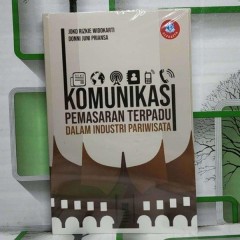 JOKO RIZKIE WIDOKARTI
DONNI JUNI PRIANSA
KOMUNIKASI
PEMASARAN TERPADU
DALAM INDUSTRI PARIWISATA